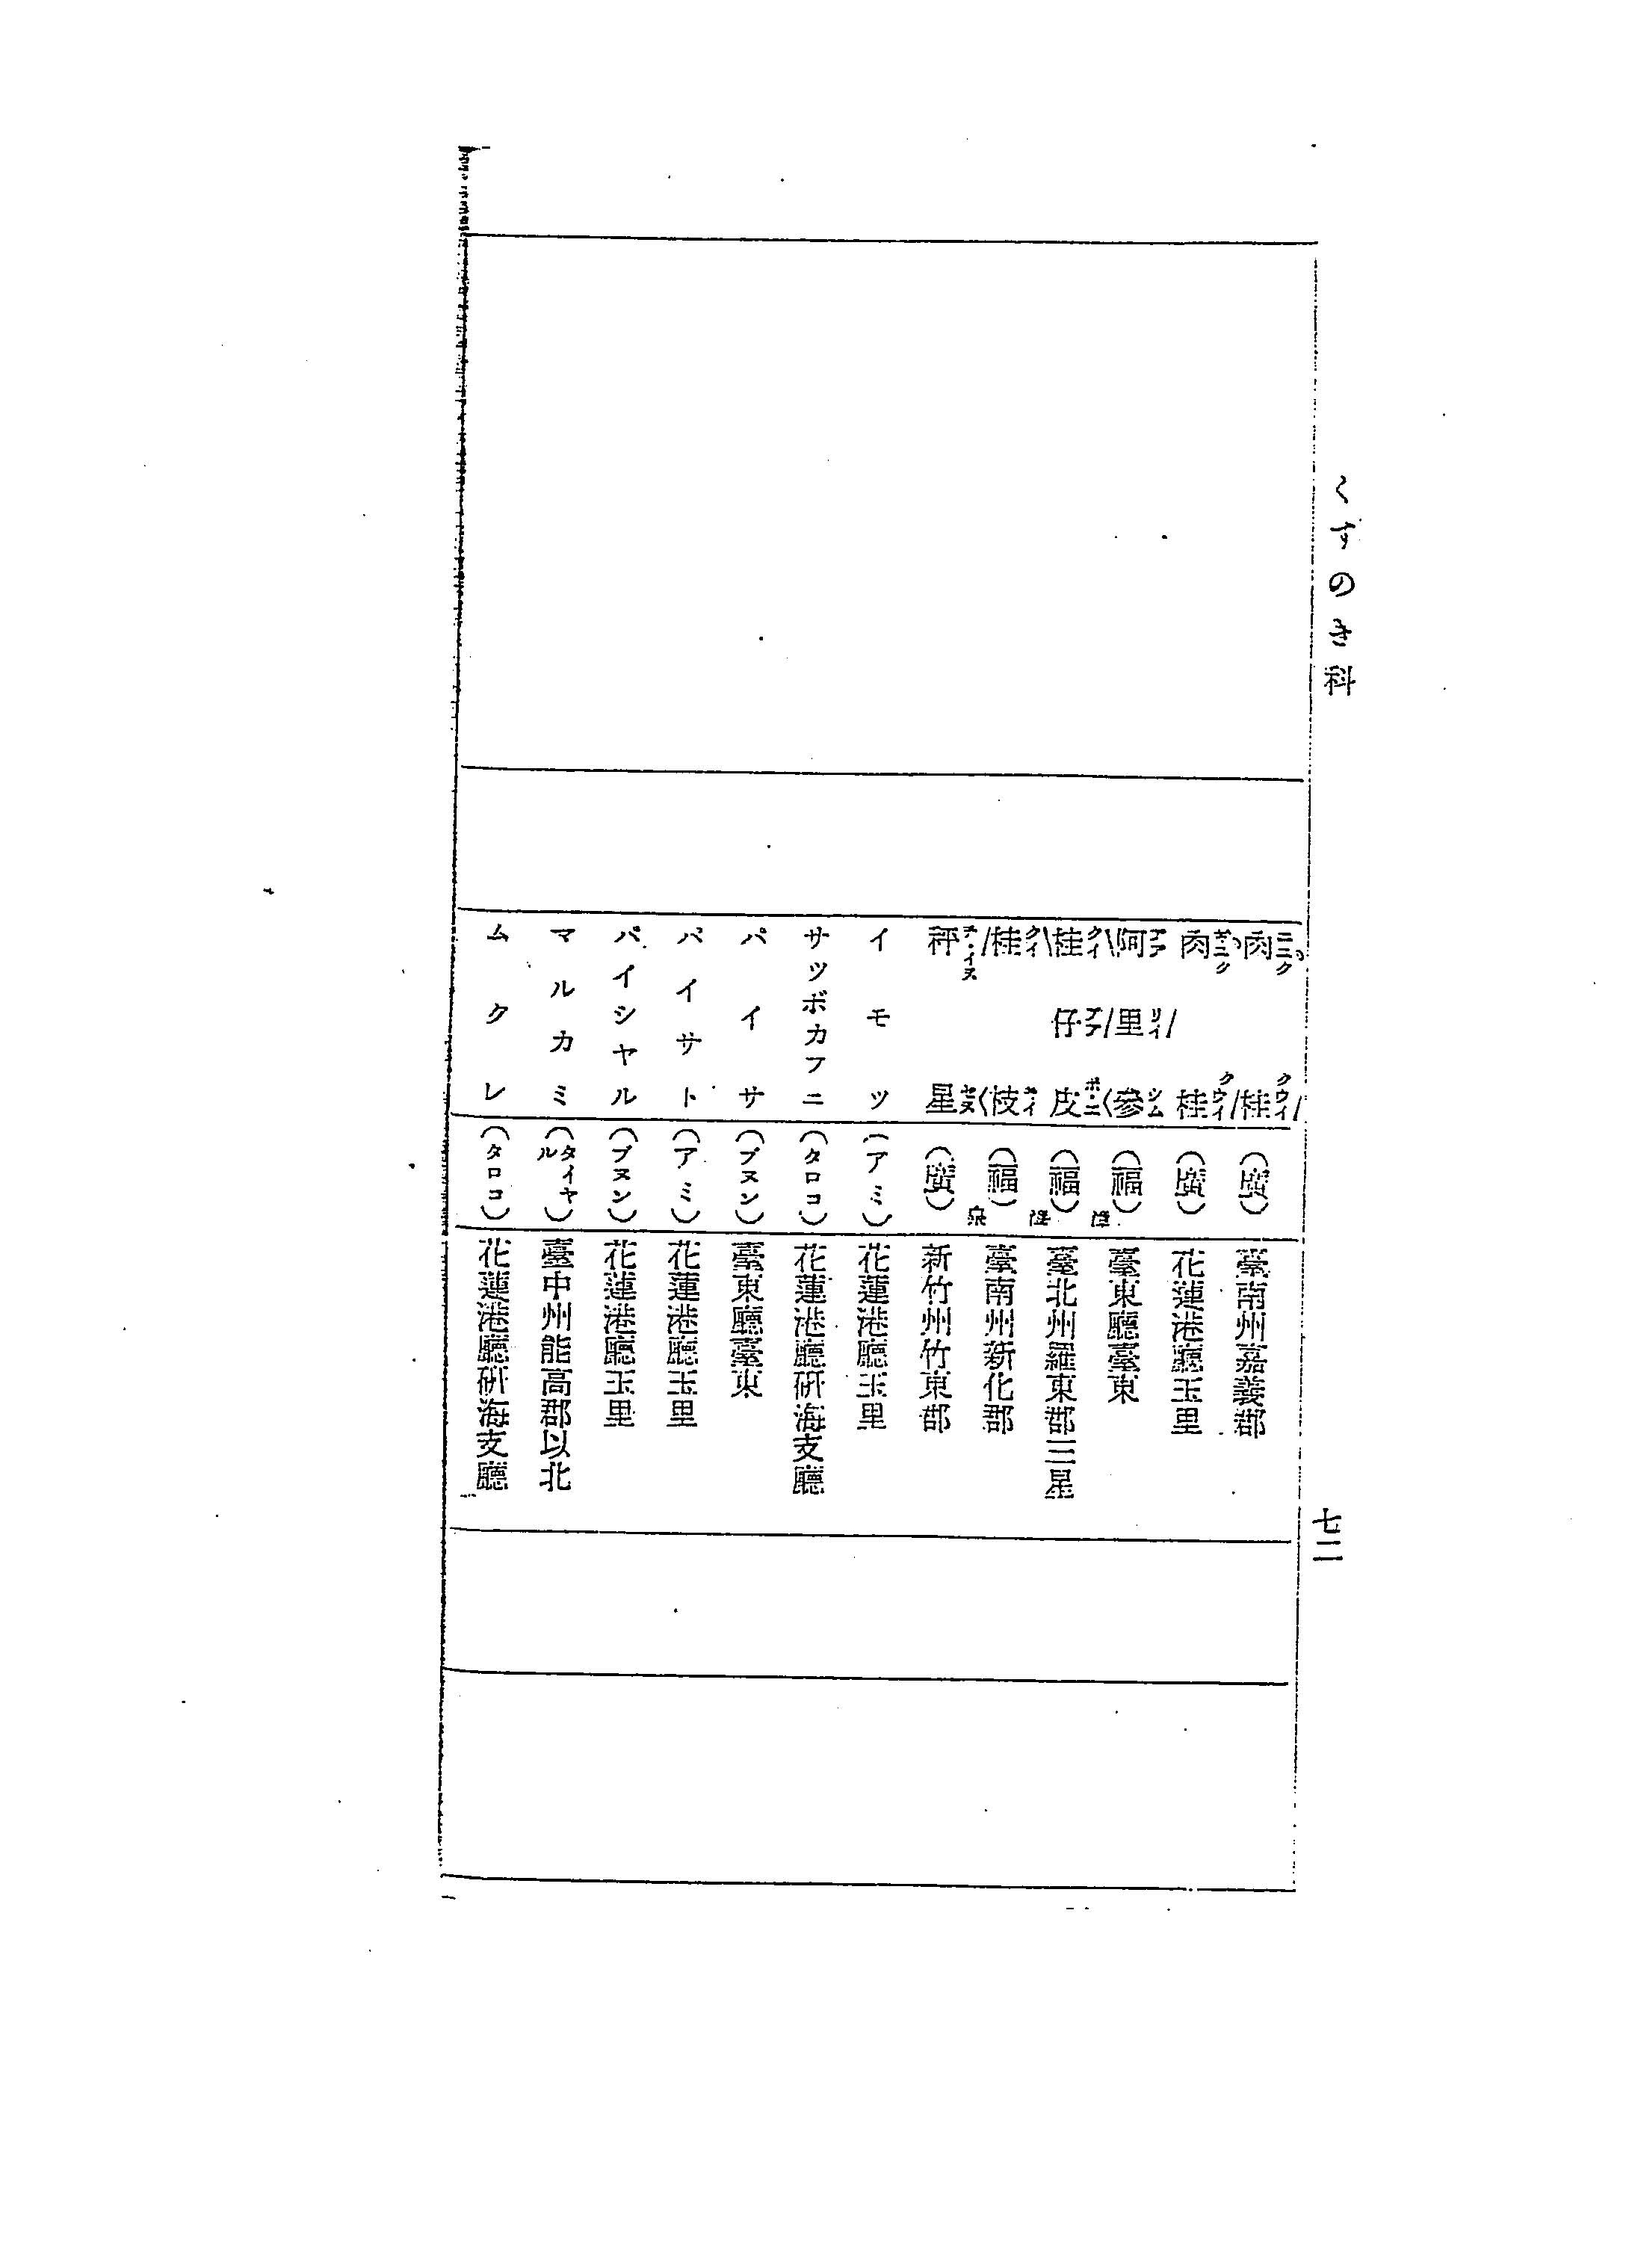 くすのき科
七二
肉桂(廣)臺南州嘉義郡
肉桂(廣)花蓮港廳玉里
阿里參(福)臺東廳臺東
桂仔皮(福)臺北州羅東郡三星
桂枝(福)泉 臺南州新化郡
秤星(廣)新竹州竹東郡
イモツ(アミ)花蓮港廳玉里
サツボカフニ(タロコ)花蓮港廳研海支廳
パイサ(ブヌン)臺東廳臺東
パイサト(アミ)花蓮港廳玉里
パイシヤル(ブヌン)花蓮港廳玉里
マルカミ(タイヤル)臺中州能高郡以北
ムクレ(タロコ)花蓮港廳研海支廳